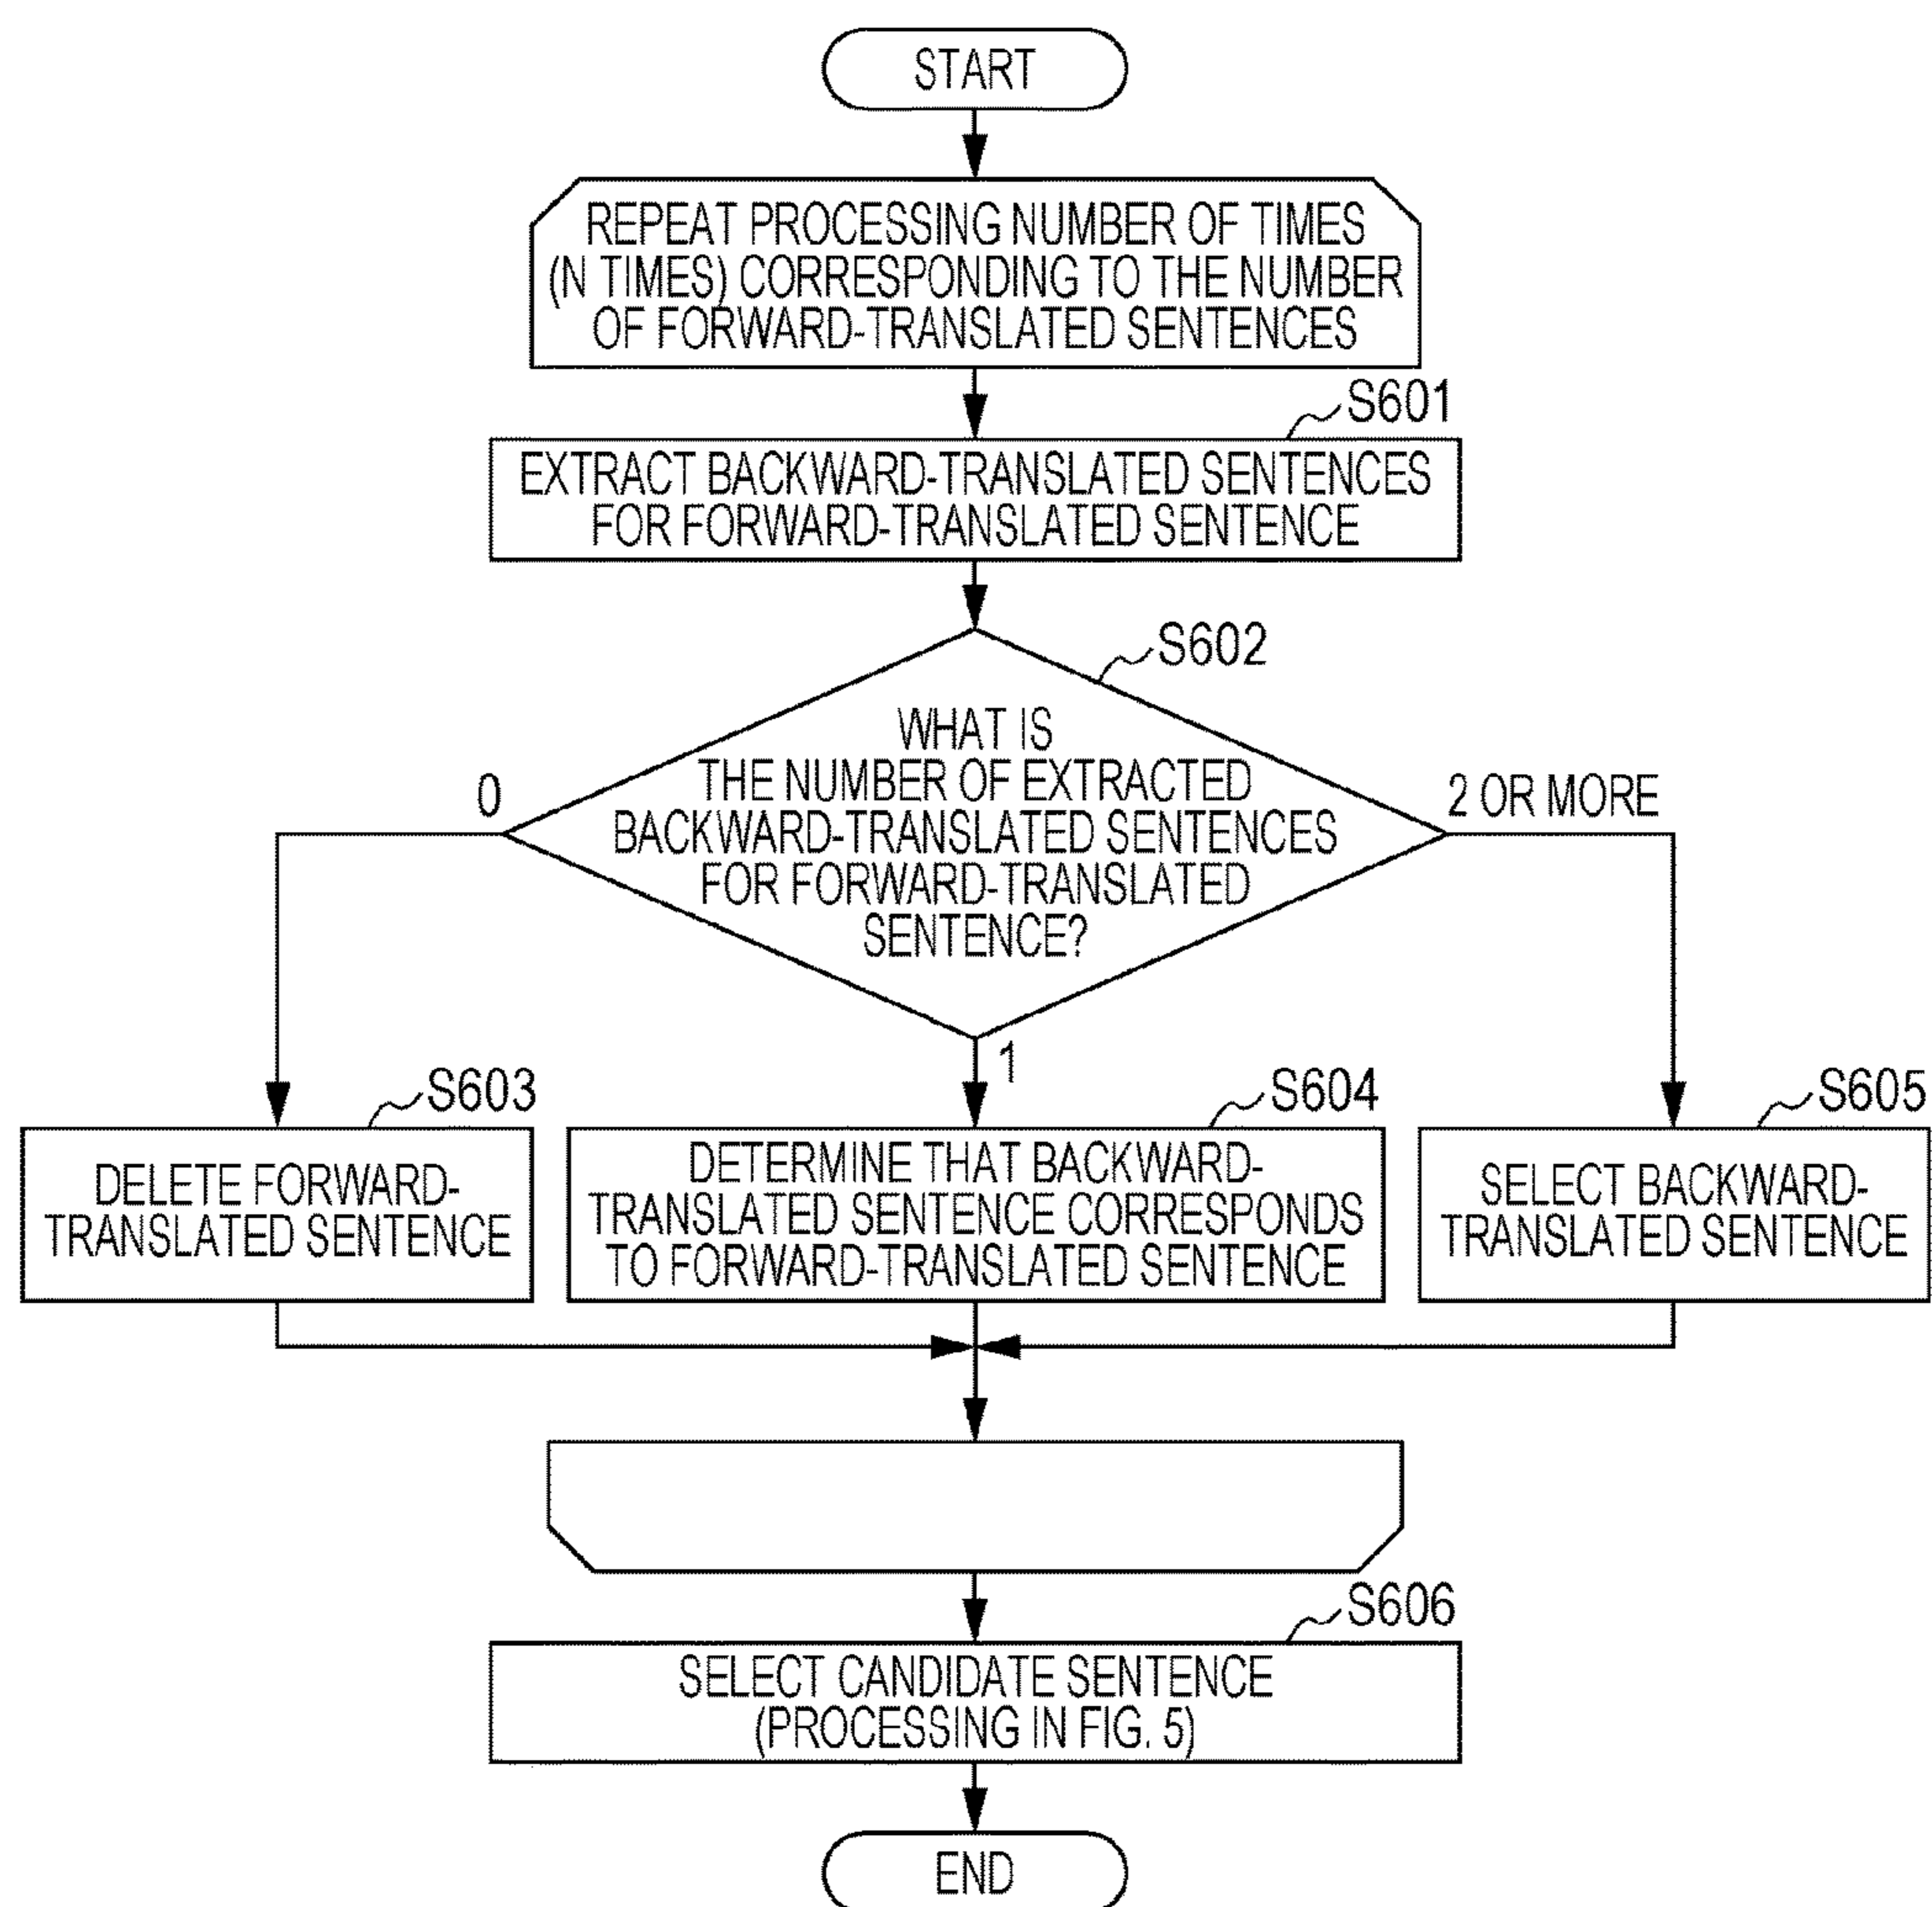 START
REPEAT PROCESSING NUMBER OF TIMES
(N TIMES) CORRESPONDING TO THE NUMBER
OF FORWARD-TRANSLATED SENTENCES
S601
EXTRACT BACKWARD-TRANSLATED SENTENCES
FOR FORWARD-TRANSLATED SENTENCE
S602
WHAT IS
THE NUMBER OF EXTRACTED
BACKWARD-TRANSLATED SENTENCES
FOR FORWARD-TRANSLATED
SENTENCE?
0
2 OR MORE
1
S603
DELETE FORWARD-
TRANSLATED SENTENCE
S604
DETERMINE THAT BACKWARD-
TRANSLATED SENTENCE CORRESPONDS
TO FORWARD-TRANSLATED SENTENCE
S605
SELECT BACKWARD-
TRANSLATED SENTENCE
S606
SELECT CANDIDATE SENTENCE
(PROCESSING IN FIG. 5)
END